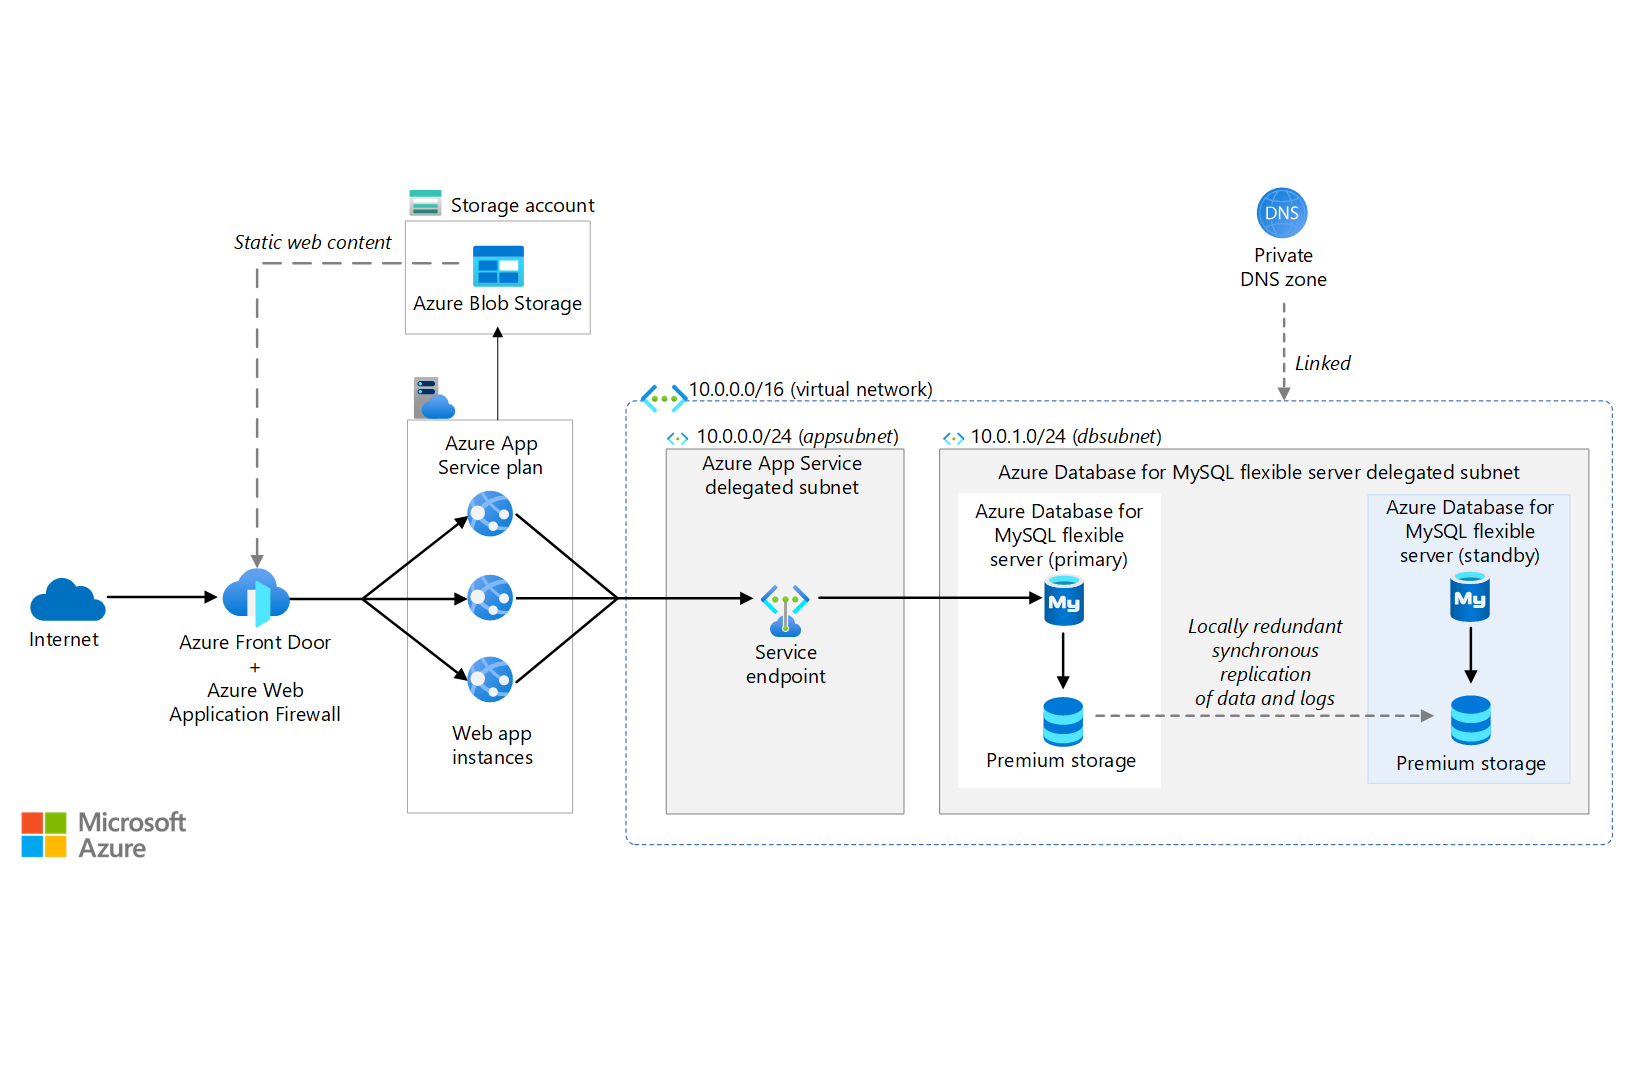 Storage account
Static web content
Azure Blob Storage
DNS
Private
DNS zone
Linked
10.0.0.0/16 (virtual network)
10.0.0.0/24 (appsubnet)
10.0.1.0/24 (dbsubnet)
Azure App
Service plan
Azure App Service
delegated subnet
Azure Database for MySQL flexible server delegated subnet
Azure Database for
MySQL flexible
server (primary)
Azure Database for
MySQL flexible
server (standby)
My
My
Internet
Azure Front Door
+
Azure Web
Application Firewall
Service
endpoint
Locally redundant
synchronous
replication
of data and logs
Web app
instances
Premium storage
Premium storage
Microsoft
Azure